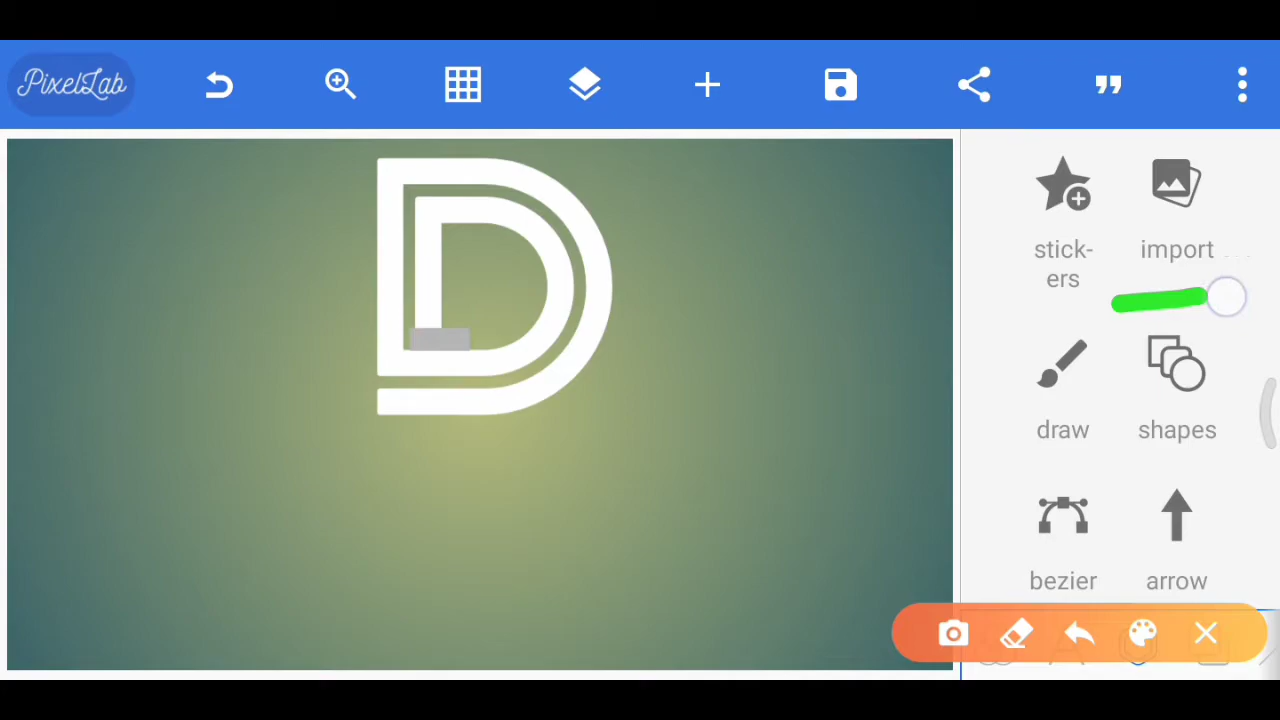 PixelLab
D
stick-
ers
import
draw
shapes
bezier
arrow